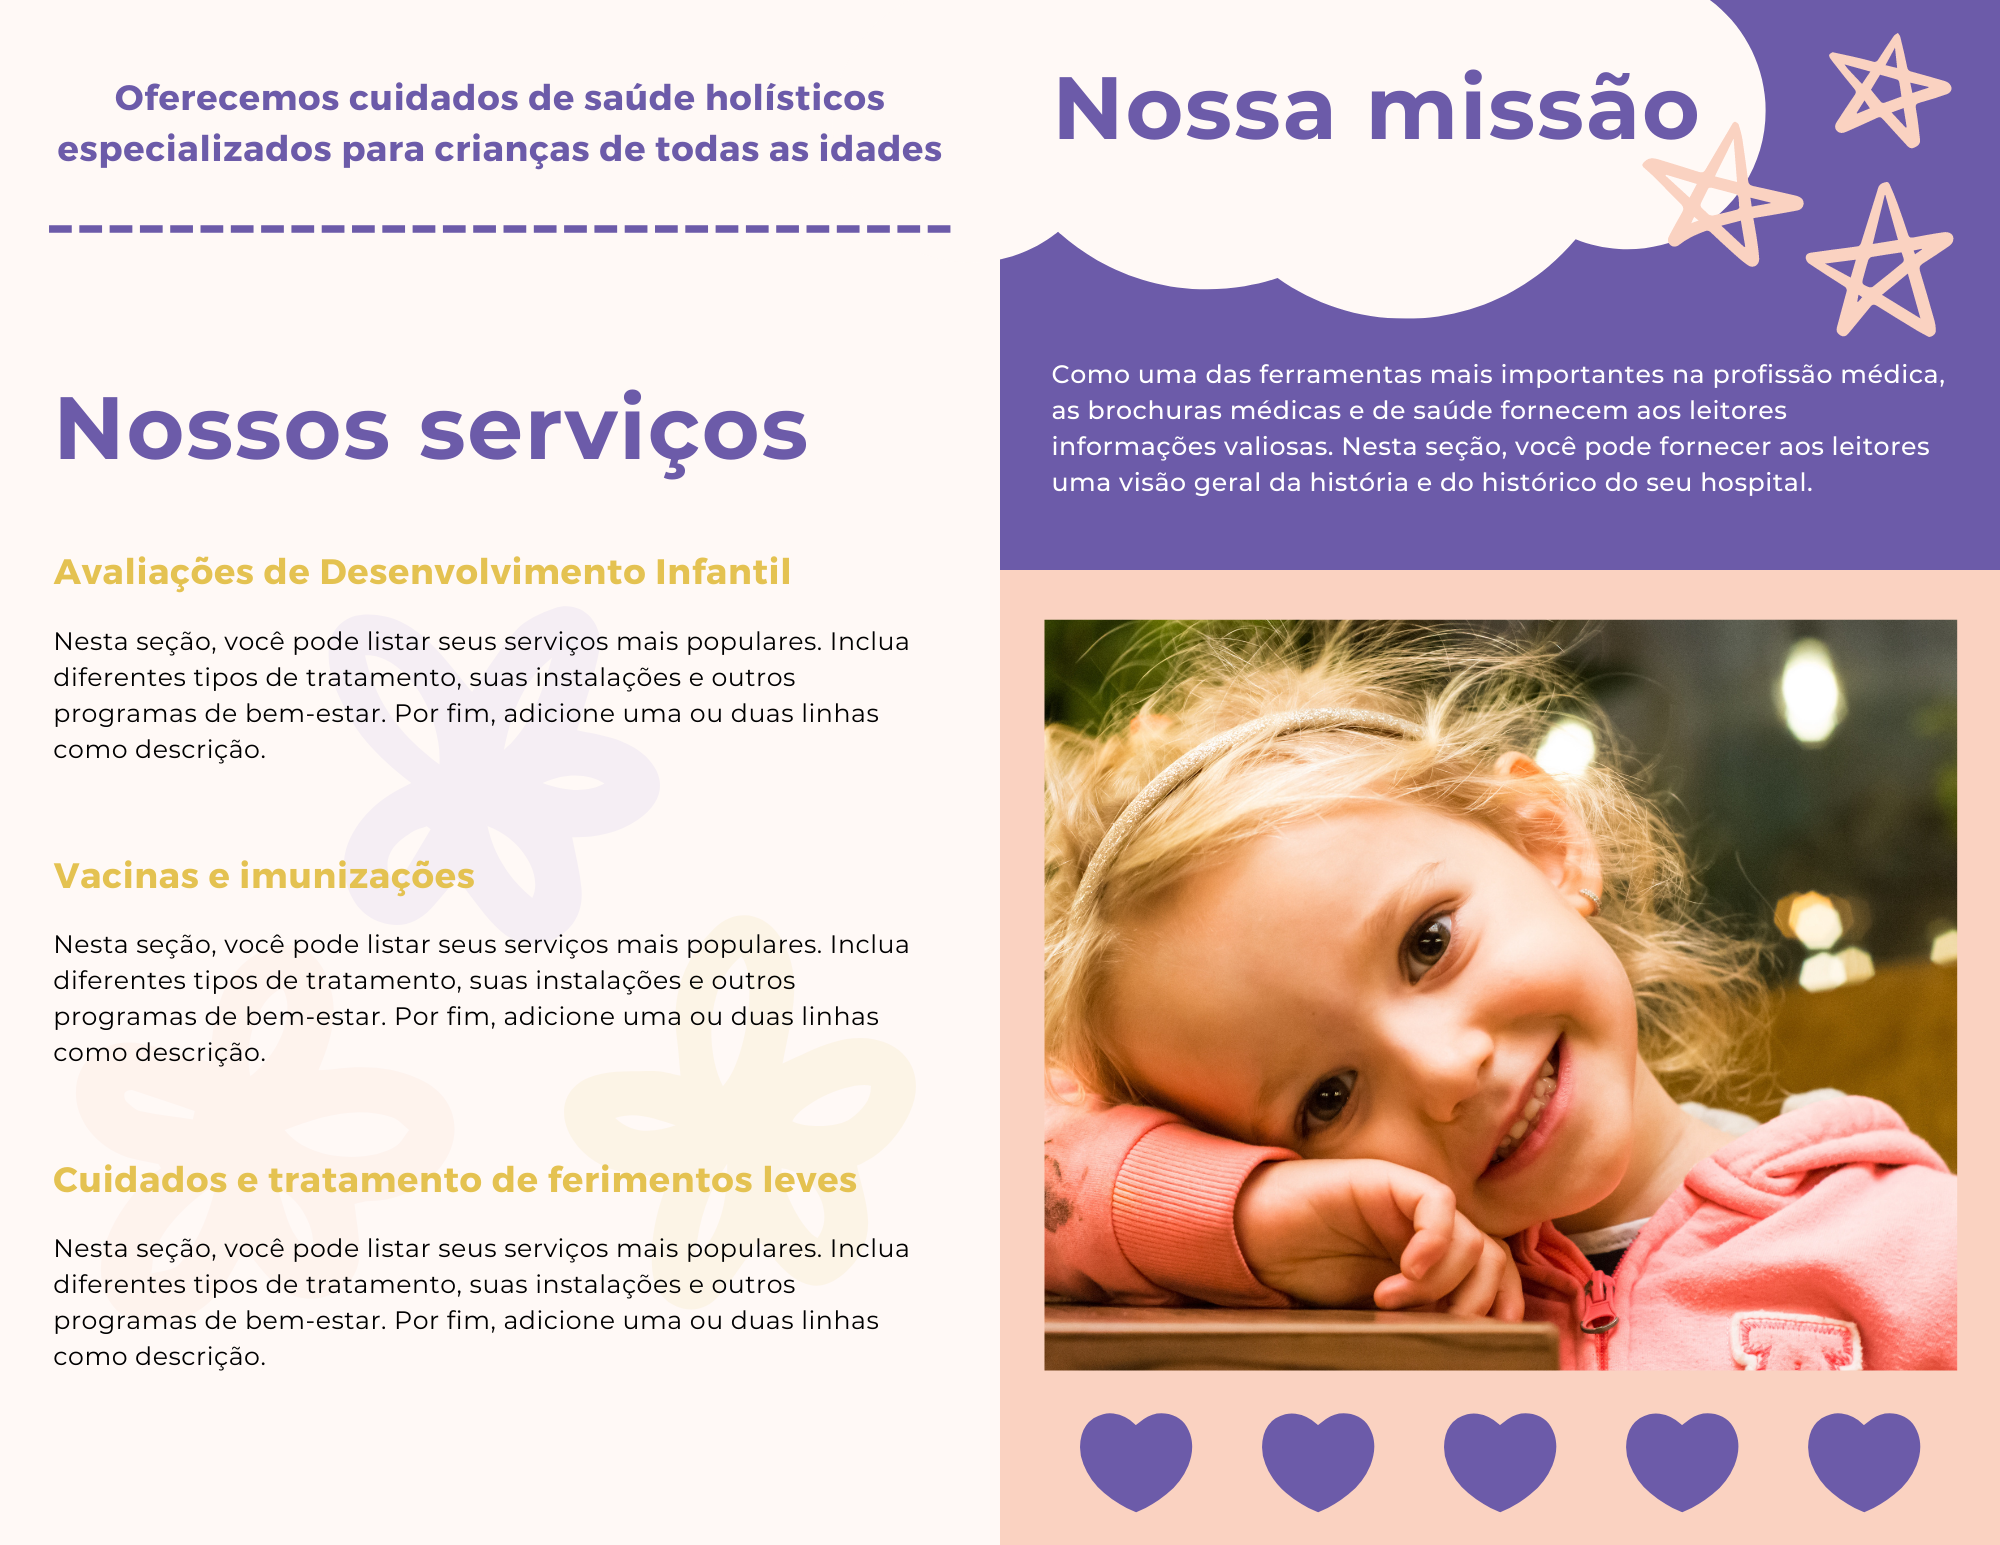 Oferecemos cuidados de saúde holísticos
especializados para crianças de todas as idades
Nossos serviços
Avaliações de Desenvolvimento Infantil
Nesta seção, você pode listar seus serviços mais populares. Inclua
diferentes tipos de tratamento, suas instalações e outros
programas de bem-estar. Por fim, adicione uma ou duas linhas
como descrição.
Vacinas e imunizações
Nesta seção, você pode listar seus serviços mais populares. Inclua
diferentes tipos de tratamento, suas instalações e outros
programas de bem-estar. Por fim, adicione uma ou duas linhas
como descrição.
Cuidados e tratamento de ferimentos leves
Nesta seção, você pode listar seus serviços mais populares. Inclua
diferentes tipos de tratamento, suas instalações e outros
programas de bem-estar. Por fim, adicione uma ou duas linhas
como descrição.
Nossa missão
Como uma das ferramentas mais importantes na profissão médica,
as brochuras médicas e de saúde fornecem aos leitores
informações valiosas. Nesta seção, você pode fornecer aos leitores
uma visão geral da história e do histórico do seu hospital.